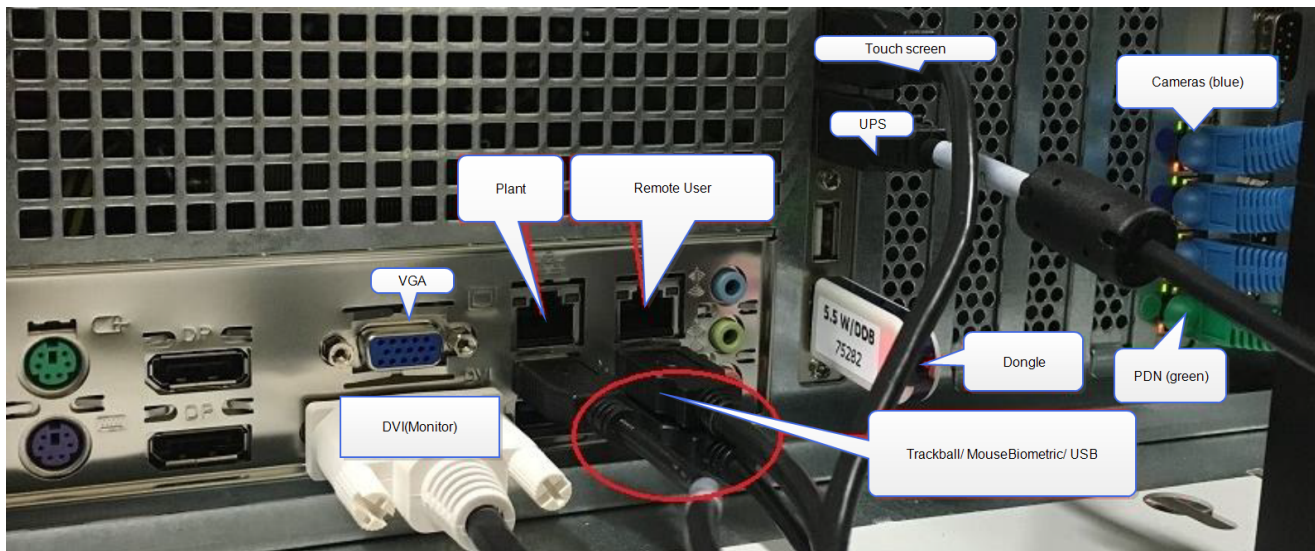 Touch screen
Cameras (blue)
UPS
Plant
Remote User
VGA
DP
5.5 W/DDB
75282
Dongle
PDN (green)
DP
DVI(Monitor)
Trackball/ MouseBiometric/ USB